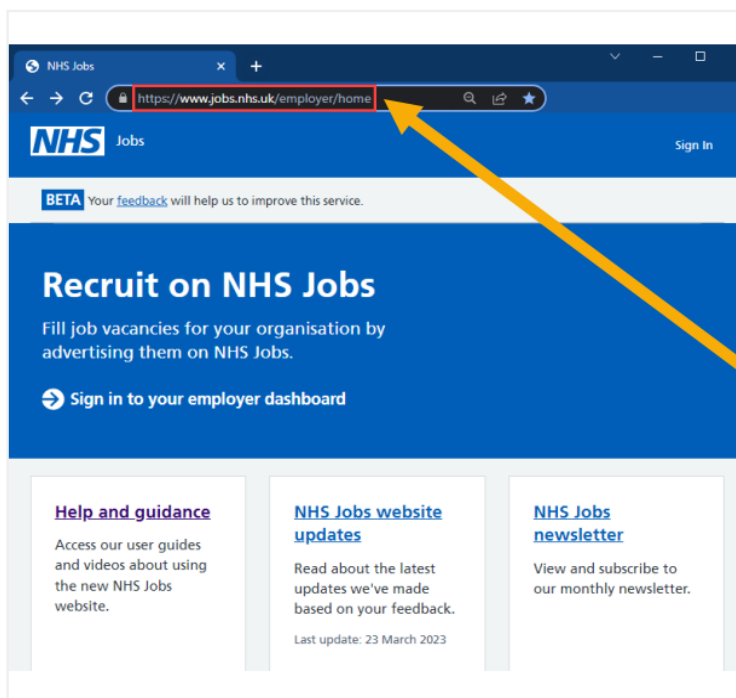 NHS Jobs
https://www.jobs.nhs.uk/employer/home
NHS Jobs
Sign In
BETA Your feedback will help us to improve this service.
Recruit on NHS Jobs
Fill job vacancies for your organisation by
advertising them on NHS Jobs.
Sign in to your employer dashboard
Help and guidance
Access our user guides
and videos about using
the new NHS Jobs
website.
NHS Jobs website
updates
Read about the latest
updates we've made
based on your feedback.
Last update: 23 March 2023
NHS Jobs
newsletter
View and subscribe to
our monthly newsletter.